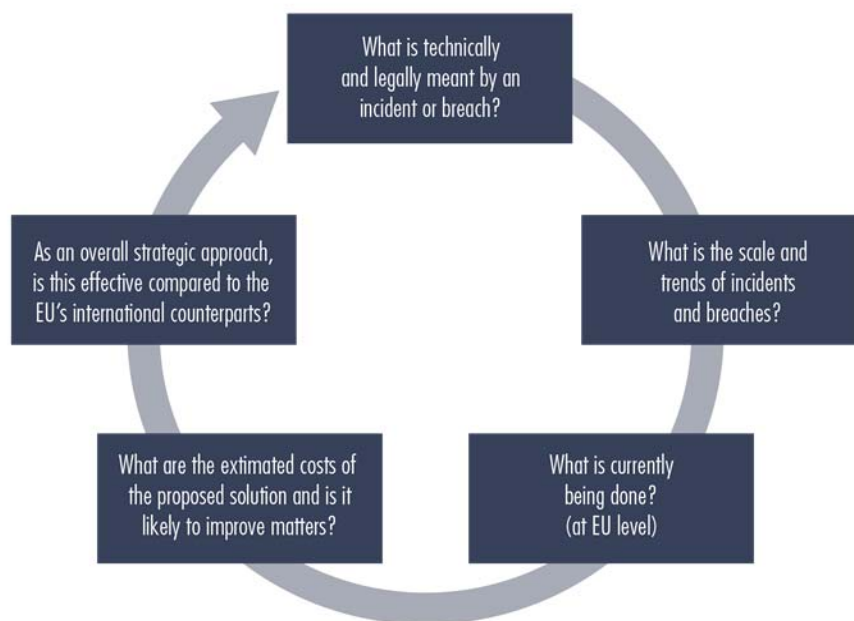 What is technically
and legally meant by an
incident or breach?
What is the scale and
trends of incidents
and breaches?
What is currently
being done?
(at EU level)
What are the extimated costs of
the proposed solution and is it
likely to improve matters?
As an overall strategic approach,
is this effective compared to the
EU's international counterparts?